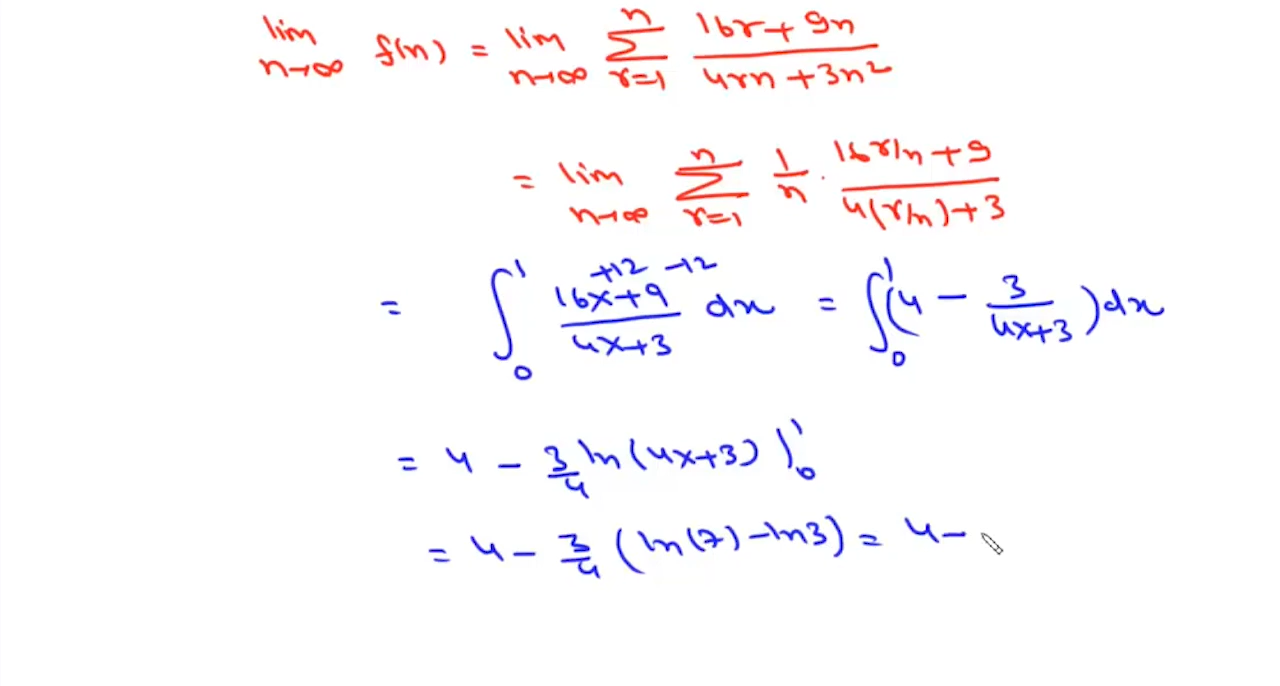 lim n→∞ f(n) = lim n→∞ Σ r=1 n (16r + 9n)/(4rn + 3n²)
= lim n→∞ Σ r=1 n 1/n · (16r/n + 9)/(4(r/n) + 3)
= ∫₀¹ (16x+9 +12 −12)/(4x+3) dx = ∫₀¹ (4 − 3/(4x+3)) dx
= 4 − 3/4 ln(4x+3) |₀¹
= 4 − 3/4 (ln(7) − ln3) = 4 −